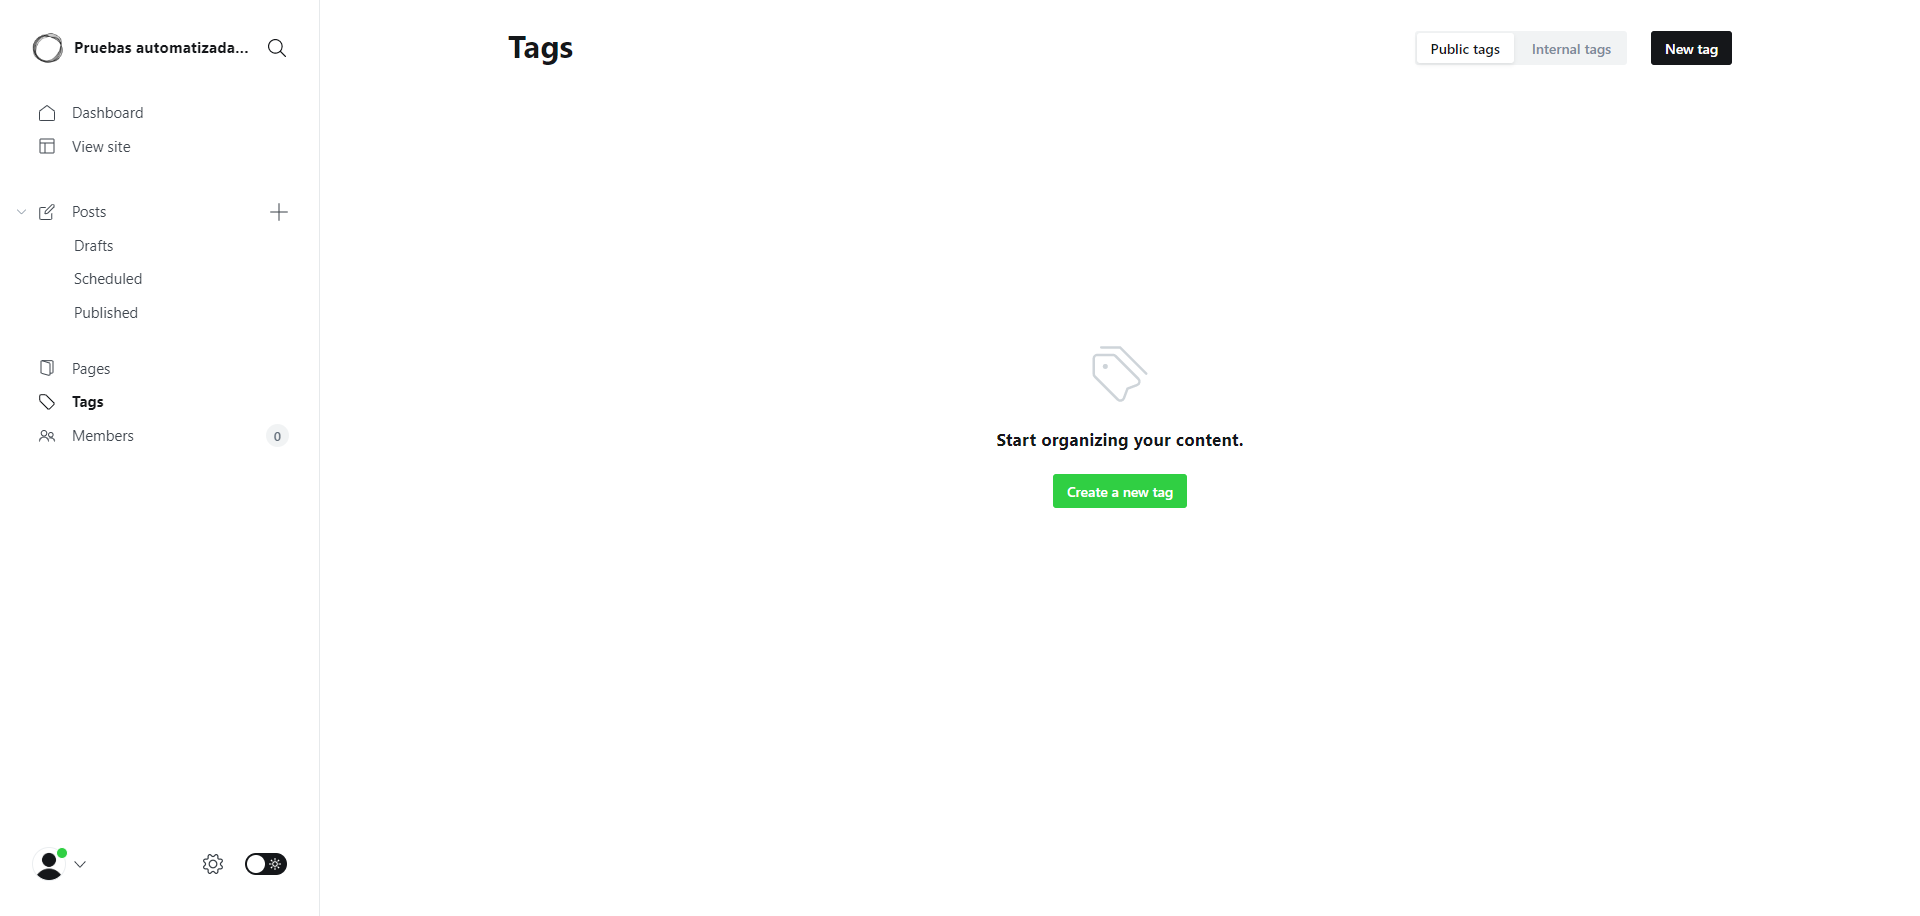 Pruebas automatizada...
Dashboard
View site
Posts
Drafts
Scheduled
Published
Pages
Tags
Members
0
Tags
Public tags
Internal tags
New tag
Start organizing your content.
Create a new tag